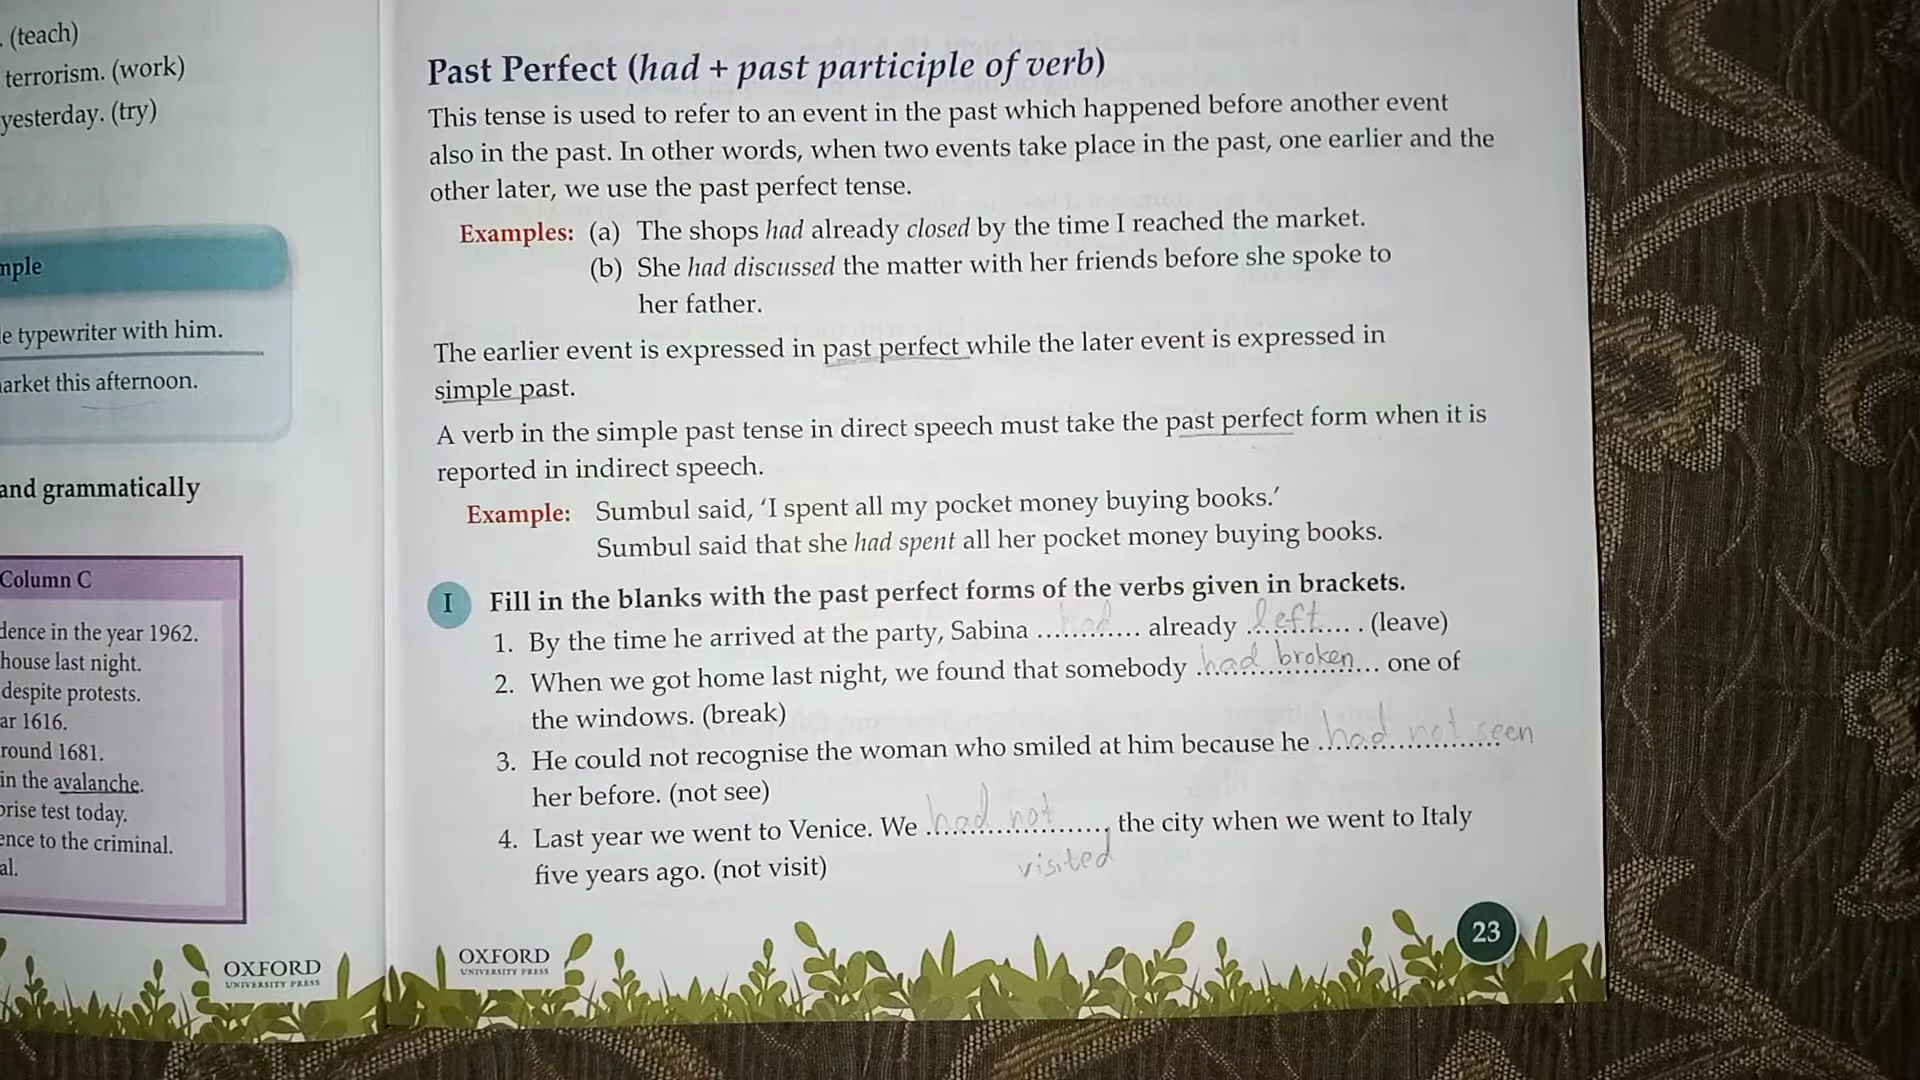 . (teach)
terrorism. (work)
yesterday. (try)
mple
le typewriter with him.
arket this afternoon.
and grammatically
Column C
dence in the year 1962.
house last night.
despite protests.
ar 1616.
round 1681.
in the avalanche.
prise test today.
ence to the criminal.
al.
OXFORD
UNIVERSITY PRESS
Past Perfect (had + past participle of verb)
This tense is used to refer to an event in the past which happened before another event
also in the past. In other words, when two events take place in the past, one earlier and the
other later, we use the past perfect tense.
Examples: (a) The shops had already closed by the time I reached the market.
(b) She had discussed the matter with her friends before she spoke to
her father.
The earlier event is expressed in past perfect while the later event is expressed in
simple past.
A verb in the simple past tense in direct speech must take the past perfect form when it is
reported in indirect speech.
Example: Sumbul said, ‘I spent all my pocket money buying books.’
Sumbul said that she had spent all her pocket money buying books.
I Fill in the blanks with the past perfect forms of the verbs given in brackets.
1. By the time he arrived at the party, Sabina had already left. (leave)
2. When we got home last night, we found that somebody had broken one of
the windows. (break)
3. He could not recognise the woman who smiled at him because he had not seen
her before. (not see)
4. Last year we went to Venice. We had not the city when we went to Italy
visited
five years ago. (not visit)
OXFORD
UNIVERSITY PRESS
23